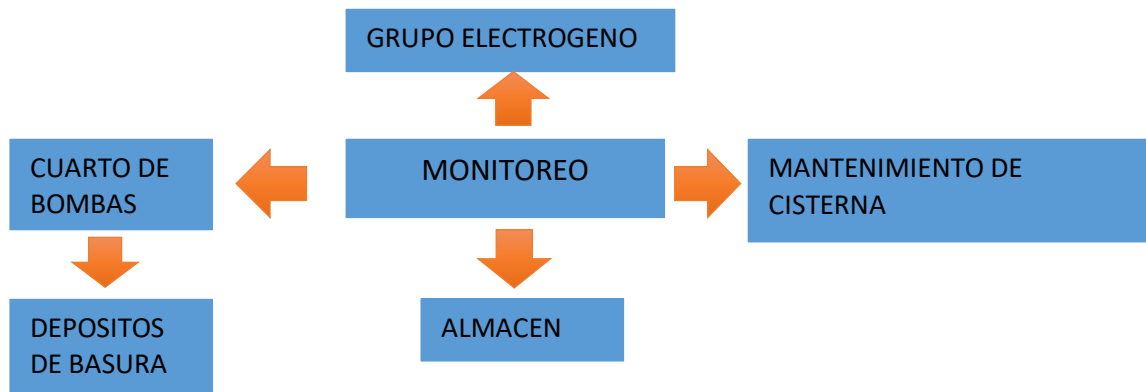 GRUPO ELECTROGENO
CUARTO DE
BOMBAS
MONITOREO
MANTENIMIENTO DE
CISTERNA
DEPOSITOS
DE BASURA
ALMACEN